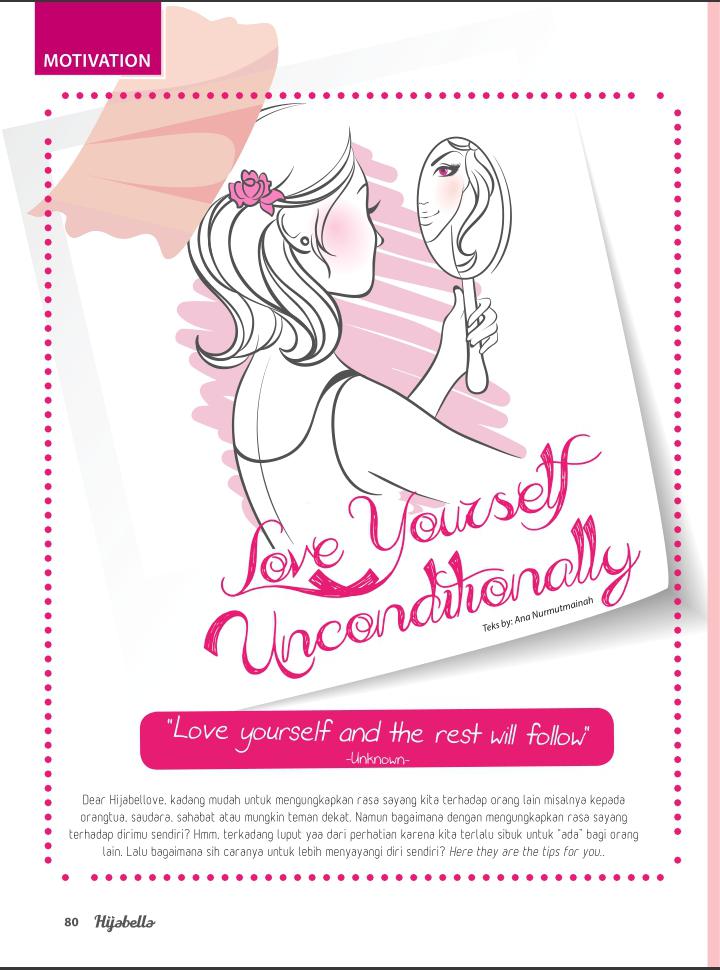 MOTIVATION
Love Yourself
Unconditionally
Teks by: Ana Nurmutmainah
"Love yourself and the rest will follow"
-Unknown-
Dear Hijabellove, kadang mudah untuk mengungkapkan rasa sayang kita terhadap orang lain misalnya kepada
orangtua, saudara, sahabat atau mungkin teman dekat. Namun bagaimana dengan mengungkapkan rasa sayang
terhadap dirimu sendiri? Hmm, terkadang luput yaa dari perhatian karena kita terlalu sibuk untuk "ada" bagi orang
lain. Lalu bagaimana sih caranya untuk lebih menyayangi diri sendiri? Here they are the tips for you..
80 Hijabella